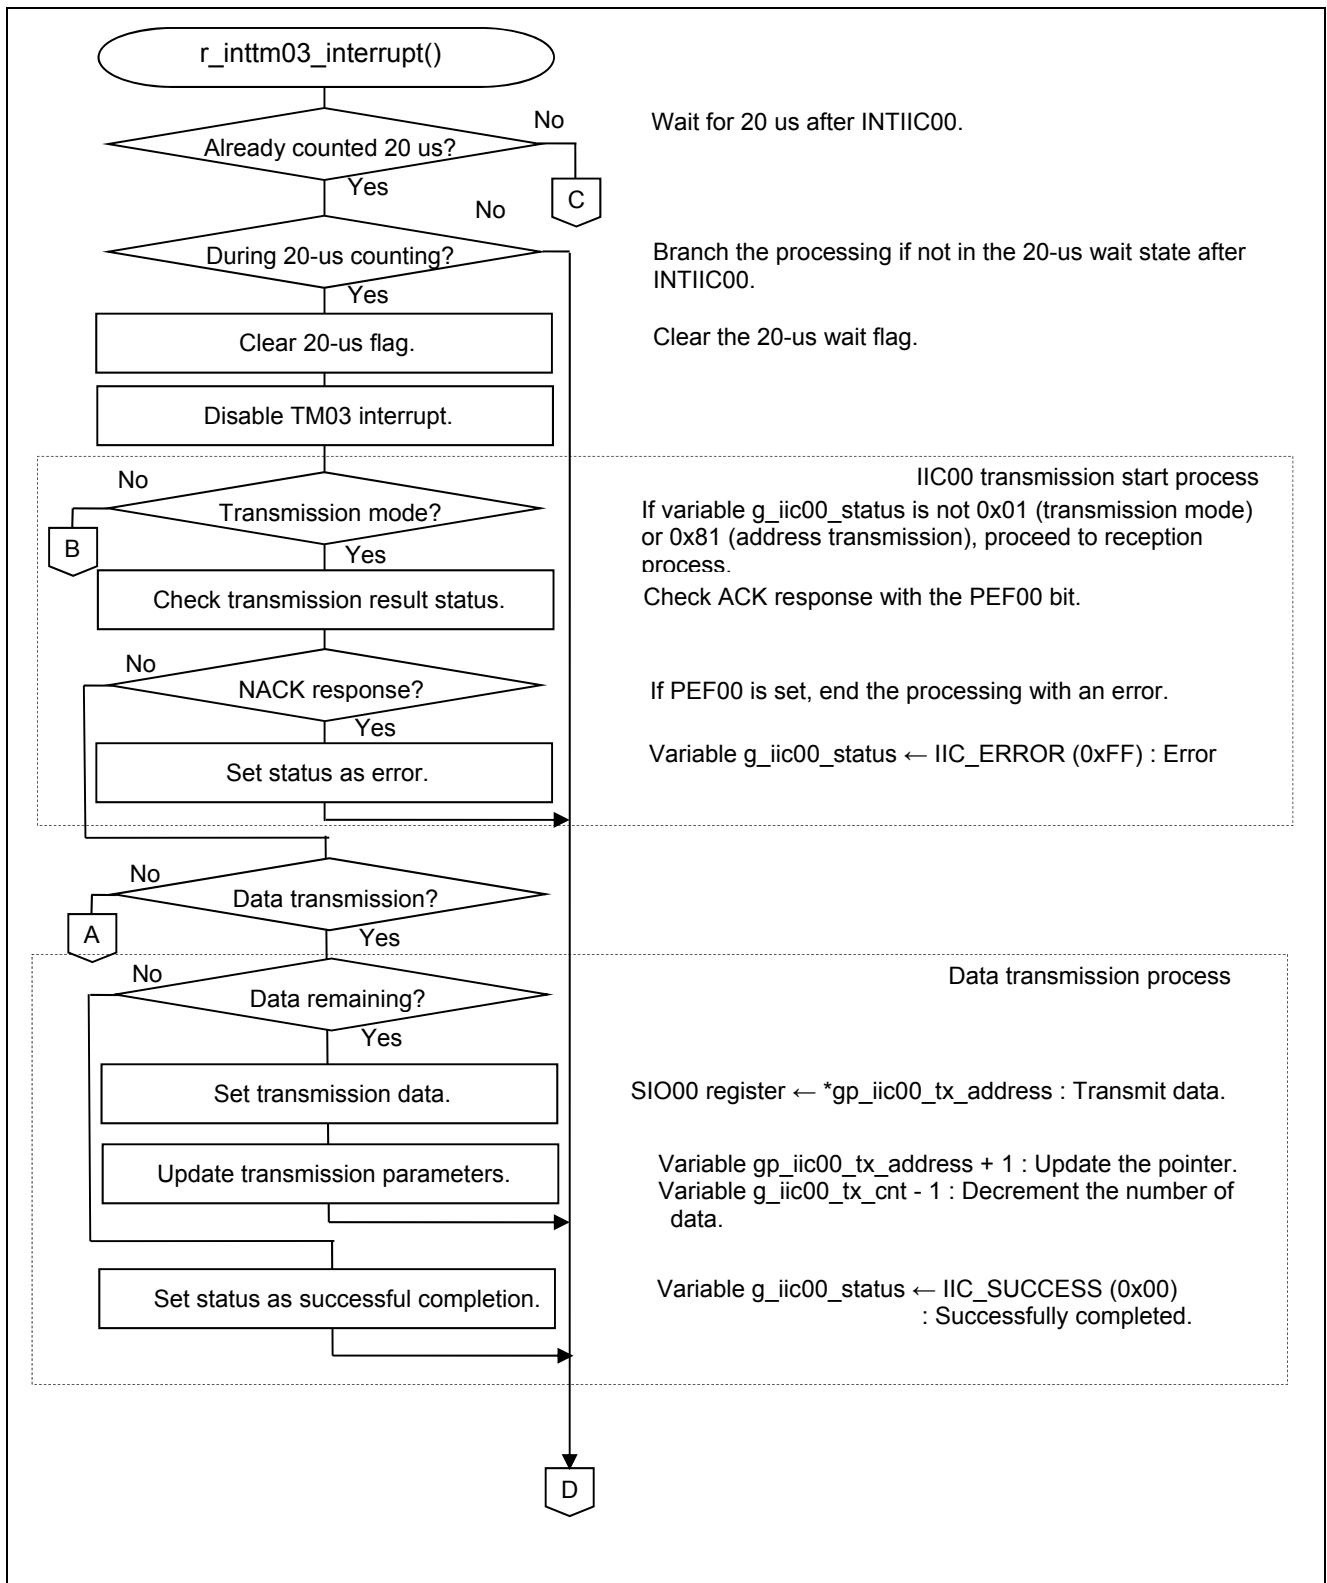 r_inttm03_interrupt()
No
Wait for 20 us after INTIIC00.
Already counted 20 us?
Yes
C
No
During 20-us counting?
Branch the processing if not in the 20-us wait state after
INTIIC00.
Yes
Clear 20-us flag.
Clear the 20-us wait flag.
Disable TM03 interrupt.
IIC00 transmission start process
No
Transmission mode?
If variable g_iic00_status is not 0x01 (transmission mode)
or 0x81 (address transmission), proceed to reception
process.
B
Yes
Check transmission result status.
Check ACK response with the PEF00 bit.
No
NACK response?
If PEF00 is set, end the processing with an error.
Yes
Set status as error.
Variable g_iic00_status ← IIC_ERROR (0xFF) : Error
No
Data transmission?
A
Yes
Data transmission process
No
Data remaining?
Yes
Set transmission data.
SIO00 register ← *gp_iic00_tx_address : Transmit data.
Update transmission parameters.
Variable gp_iic00_tx_address + 1 : Update the pointer.
Variable g_iic00_tx_cnt - 1 : Decrement the number of
data.
Set status as successful completion.
Variable g_iic00_status ← IIC_SUCCESS (0x00)
: Successfully completed.
D